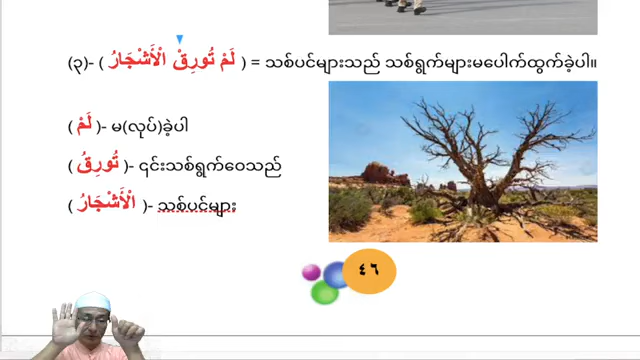 (၃)- ( لَمْ تُورِقْ الْأَشْجَارُ ) = သစ်ပင်များသည် သစ်ရွက်များမပေါက်ထွက်ခဲ့ပါ။
( لَمْ )- မ(လုပ်)ခဲ့ပါ
( تُورِقُ )- ၎င်းသစ်ရွက်ဝေသည်
( الْأَشْجَارُ )- သစ်ပင်များ
٤٦